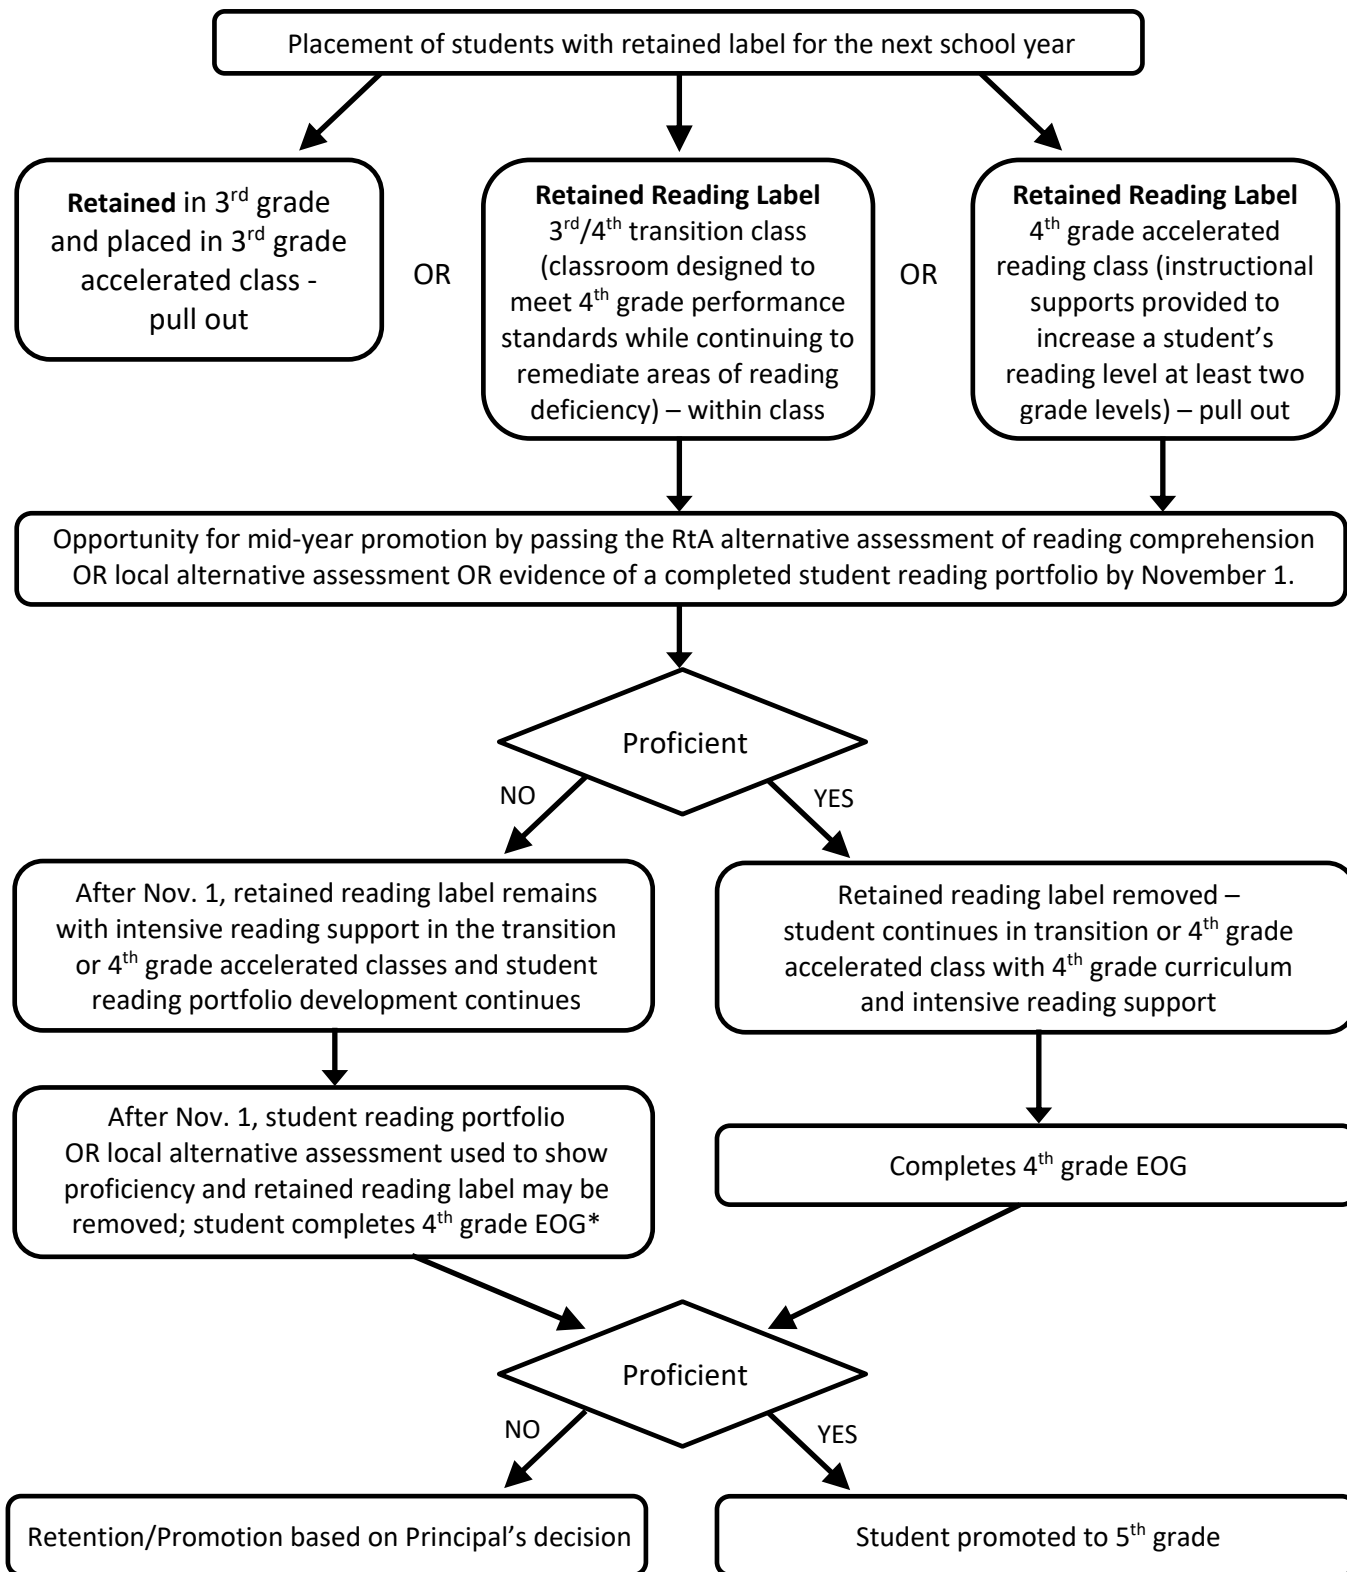 Placement of students with retained label for the next school year
Retained in 3rd grade
and placed in 3rd grade
accelerated class -
pull out
OR
Retained Reading Label
3rd/4th transition class
(classroom designed to
meet 4th grade performance
standards while continuing to
remediate areas of reading
deficiency) – within class
OR
Retained Reading Label
4th grade accelerated
reading class (instructional
supports provided to
increase a student’s
reading level at least two
grade levels) – pull out
Opportunity for mid-year promotion by passing the RtA alternative assessment of reading comprehension
OR local alternative assessment OR evidence of a completed student reading portfolio by November 1.
Proficient
NO
YES
After Nov. 1, retained reading label remains
with intensive reading support in the transition
or 4th grade accelerated classes and student
reading portfolio development continues
Retained reading label removed –
student continues in transition or 4th grade
accelerated class with 4th grade curriculum
and intensive reading support
After Nov. 1, student reading portfolio
OR local alternative assessment used to show
proficiency and retained reading label may be
removed; student completes 4th grade EOG*
Completes 4th grade EOG
Proficient
NO
YES
Retention/Promotion based on Principal’s decision
Student promoted to 5th grade